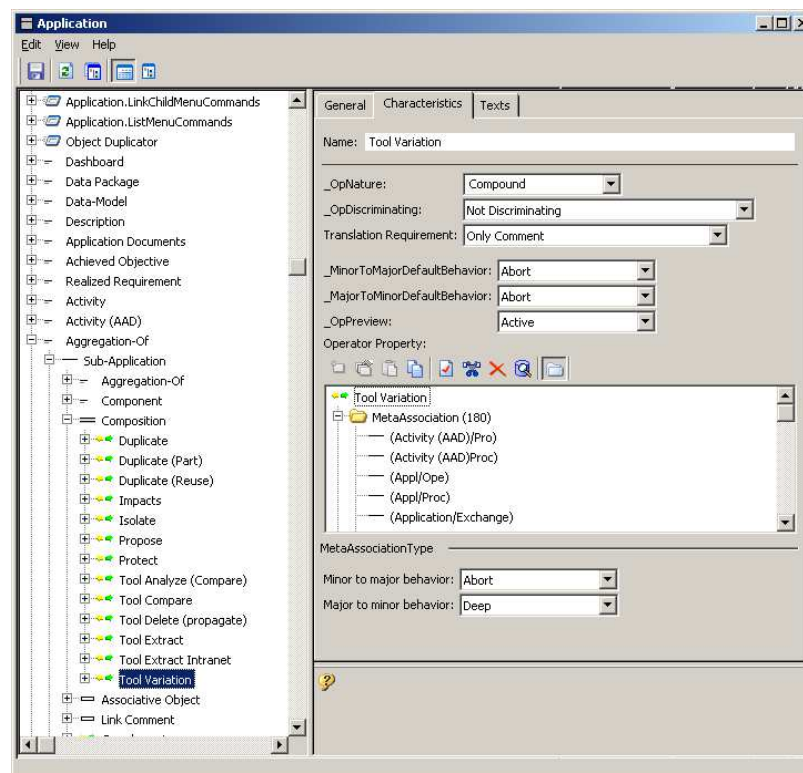 Application
Edit View Help
Application.LinkChildMenuCommands
Application.ListMenuCommands
Object Duplicator
Dashboard
Data Package
Data-Model
Description
Application Documents
Achieved Objective
Realized Requirement
Activity
Activity (AAD)
Aggregation-Of
Sub-Application
Aggregation-Of
Component
Composition
Duplicate
Duplicate (Part)
Duplicate (Reuse)
Impacts
Isolate
Propose
Protect
Tool Analyze (Compare)
Tool Compare
Tool Delete (propagate)
Tool Extract
Tool Extract Intranet
Tool Variation
Associative Object
Link Comment
General Characteristics Texts
Name: Tool Variation
_OpNature: Compound
_OpDiscriminating: Not Discriminating
Translation Requirement: Only Comment
_MinorToMajorDefaultBehavior: Abort
_MajorToMinorDefaultBehavior: Abort
_OpPreview: Active
Operator Property:
Tool Variation
MetaAssociation (180)
(Activity (AAD)/Pro)
(Activity (AAD)Proc)
(Appl/Ope)
(Appl/Proc)
(Application/Exchange)
MetaAssociationType
Minor to major behavior: Abort
Major to minor behavior: Deep